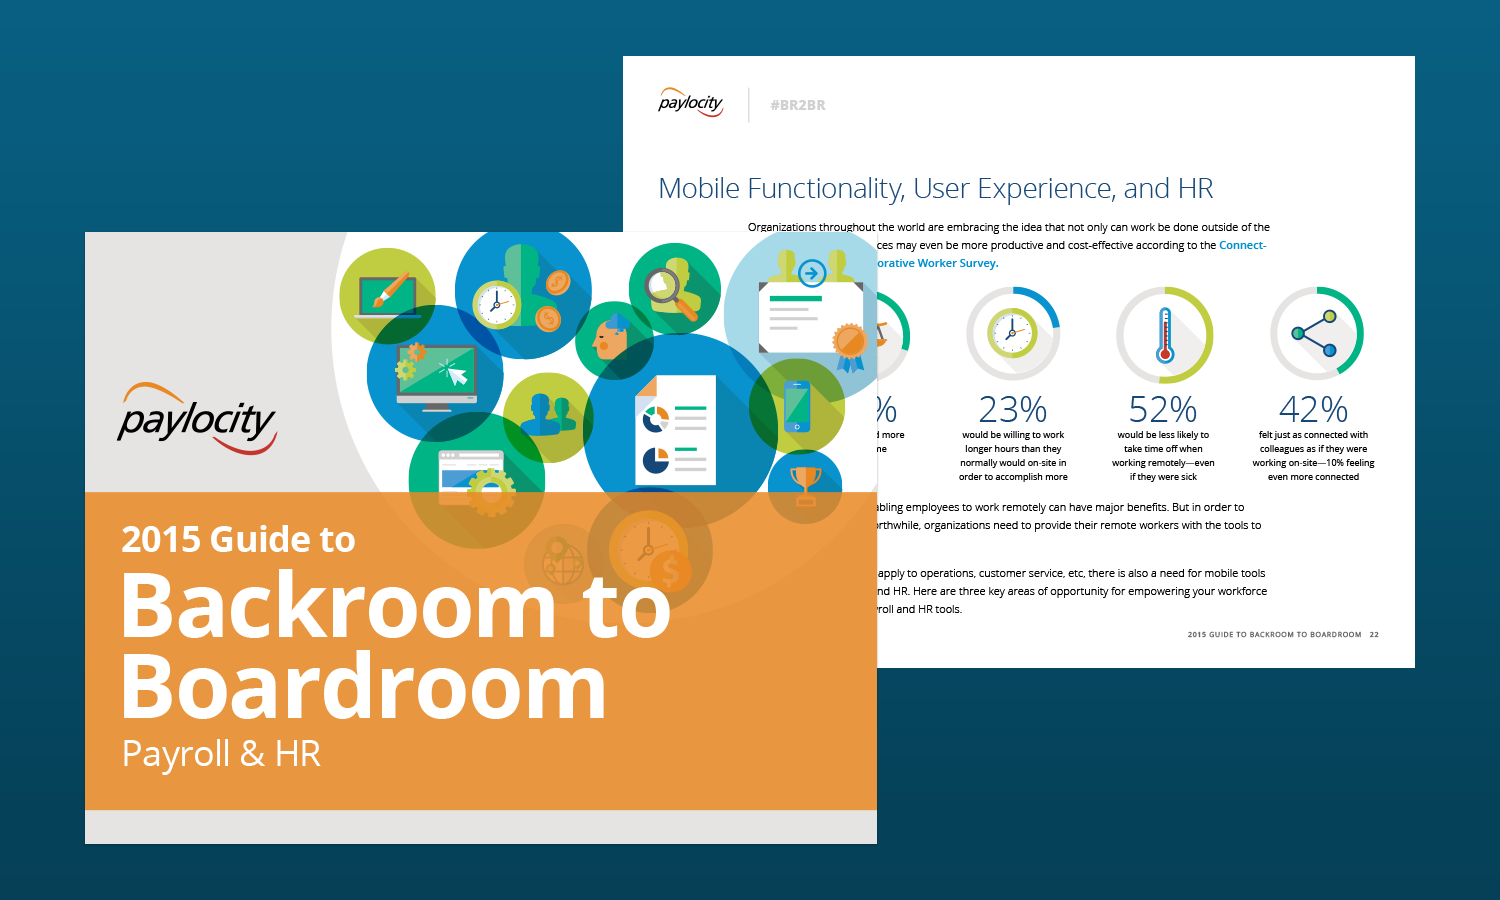 paylocity
#BR2BR
Mobile Functionality, User Experience, and HR
Organizations throughout the world are embracing the idea that not only can work be done outside of the
may even be more productive and cost-effective according to the Connect-
Worker Survey.
%
more
23%
would be willing to work
longer hours than they
normally would on-site in
order to accomplish more
52%
would be less likely to
take time off when
working remotely—even
if they were sick
42%
felt just as connected with
colleagues as if they were
working on-site—10% feeling
even more connected
employees to work remotely can have major benefits. But in order to
organizations need to provide their remote workers with the tools to
apply to operations, customer service, etc, there is also a need for mobile tools
HR. Here are three key areas of opportunity for empowering your workforce
and HR tools.
2015 GUIDE TO BACKROOM TO BOARDROOM 22
paylocity
$
2015 Guide to
Backroom to
Boardroom
Payroll & HR